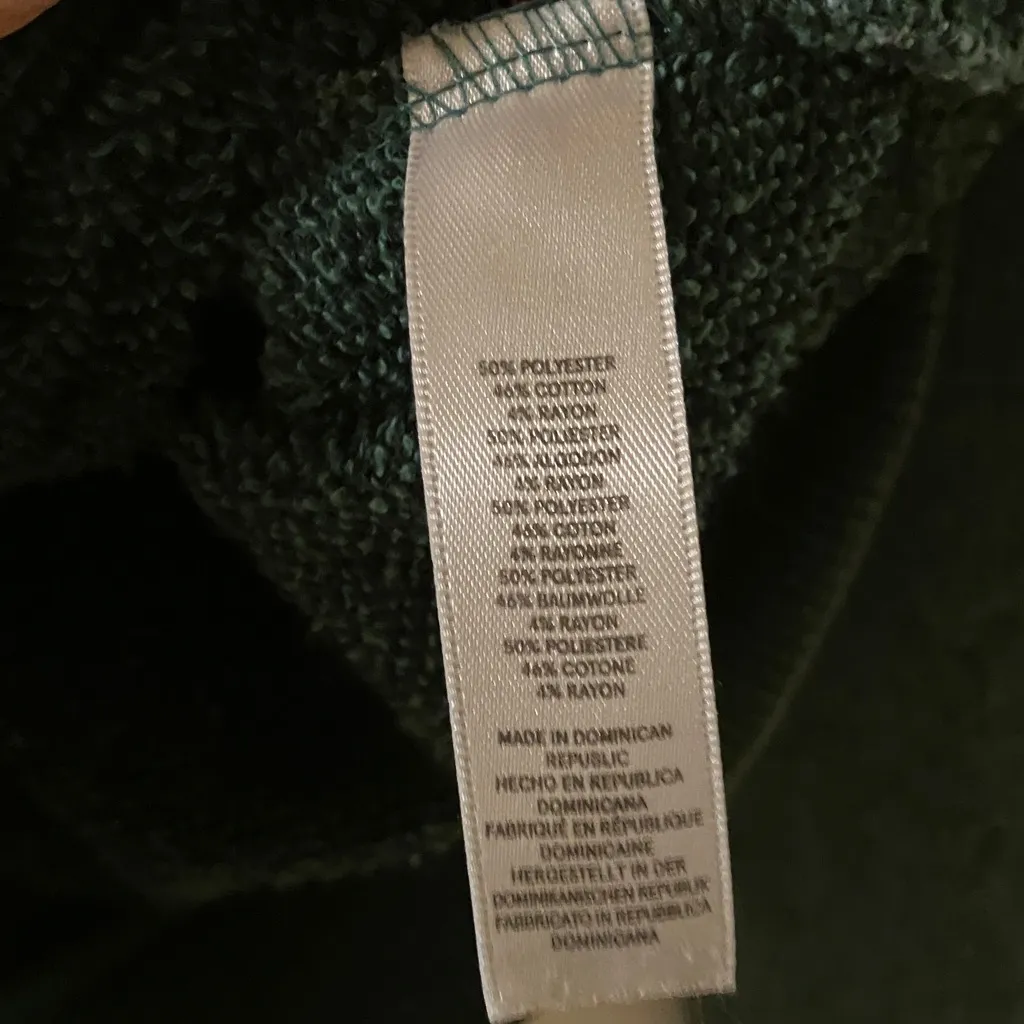 50% POLYESTER
46% COTTON
4% RAYON
50% POLIESTER
46% ALGODON
4% RAYON
50% POLYESTER
46% COTON
4% RAYONNE
50% POLYESTER
46% BAUMWOLLE
4% RAYON
50% POLIESTERE
46% COTONE
4% RAYON
MADE IN DOMINICAN
REPUBLIC
HECHO EN REPUBLICA
DOMINICANA
FABRIQUÉ EN RÉPUBLIQUE
DOMINICAINE
HERGESTELLT IN DER
DOMINIKANISCHEN REPUBLIK
FABBRICATO IN REPUBBLICA
DOMINICANA